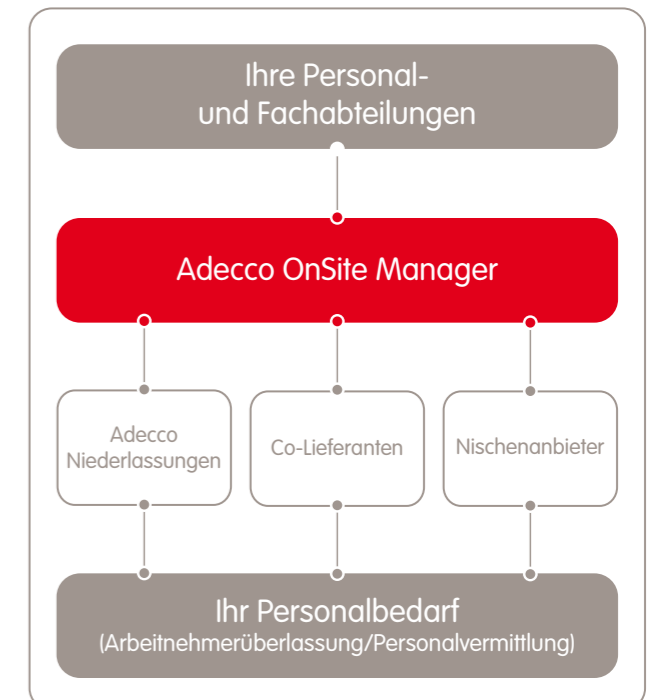 Ihre Personal-
und Fachabteilungen
Adecco OnSite Manager
Adecco
Niederlassungen
Co-Lieferanten
Nischenanbieter
Ihr Personalbedarf
(Arbeitnehmerüberlassung/Personalvermittlung)